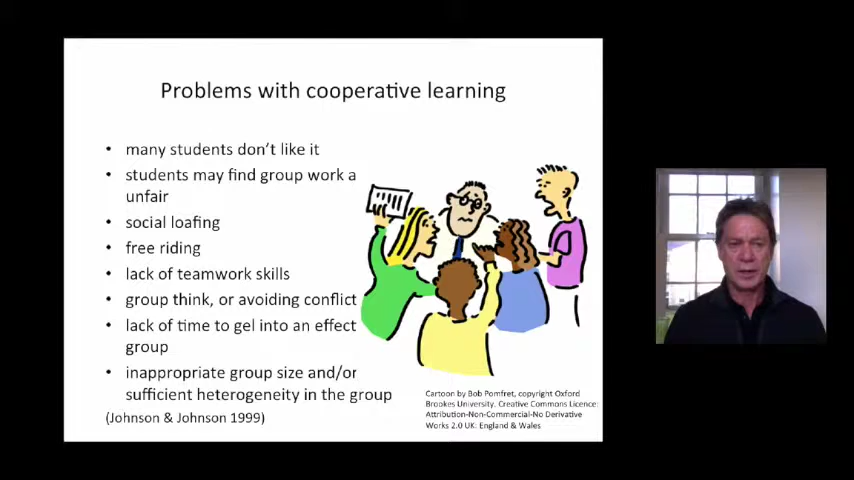 Problems with cooperative learning
• many students don't like it
• students may find group work a
unfair
• social loafing
• free riding
• lack of teamwork skills
• group think, or avoiding conflict
• lack of time to gel into an effect
group
• inappropriate group size and/or
sufficient heterogeneity in the group
(Johnson & Johnson 1999)
Cartoon by Bob Pomfret, copyright Oxford
Brookes University. Creative Commons Licence:
Attribution-Non-Commercial-No Derivative
Works 2.0 UK: England & Wales